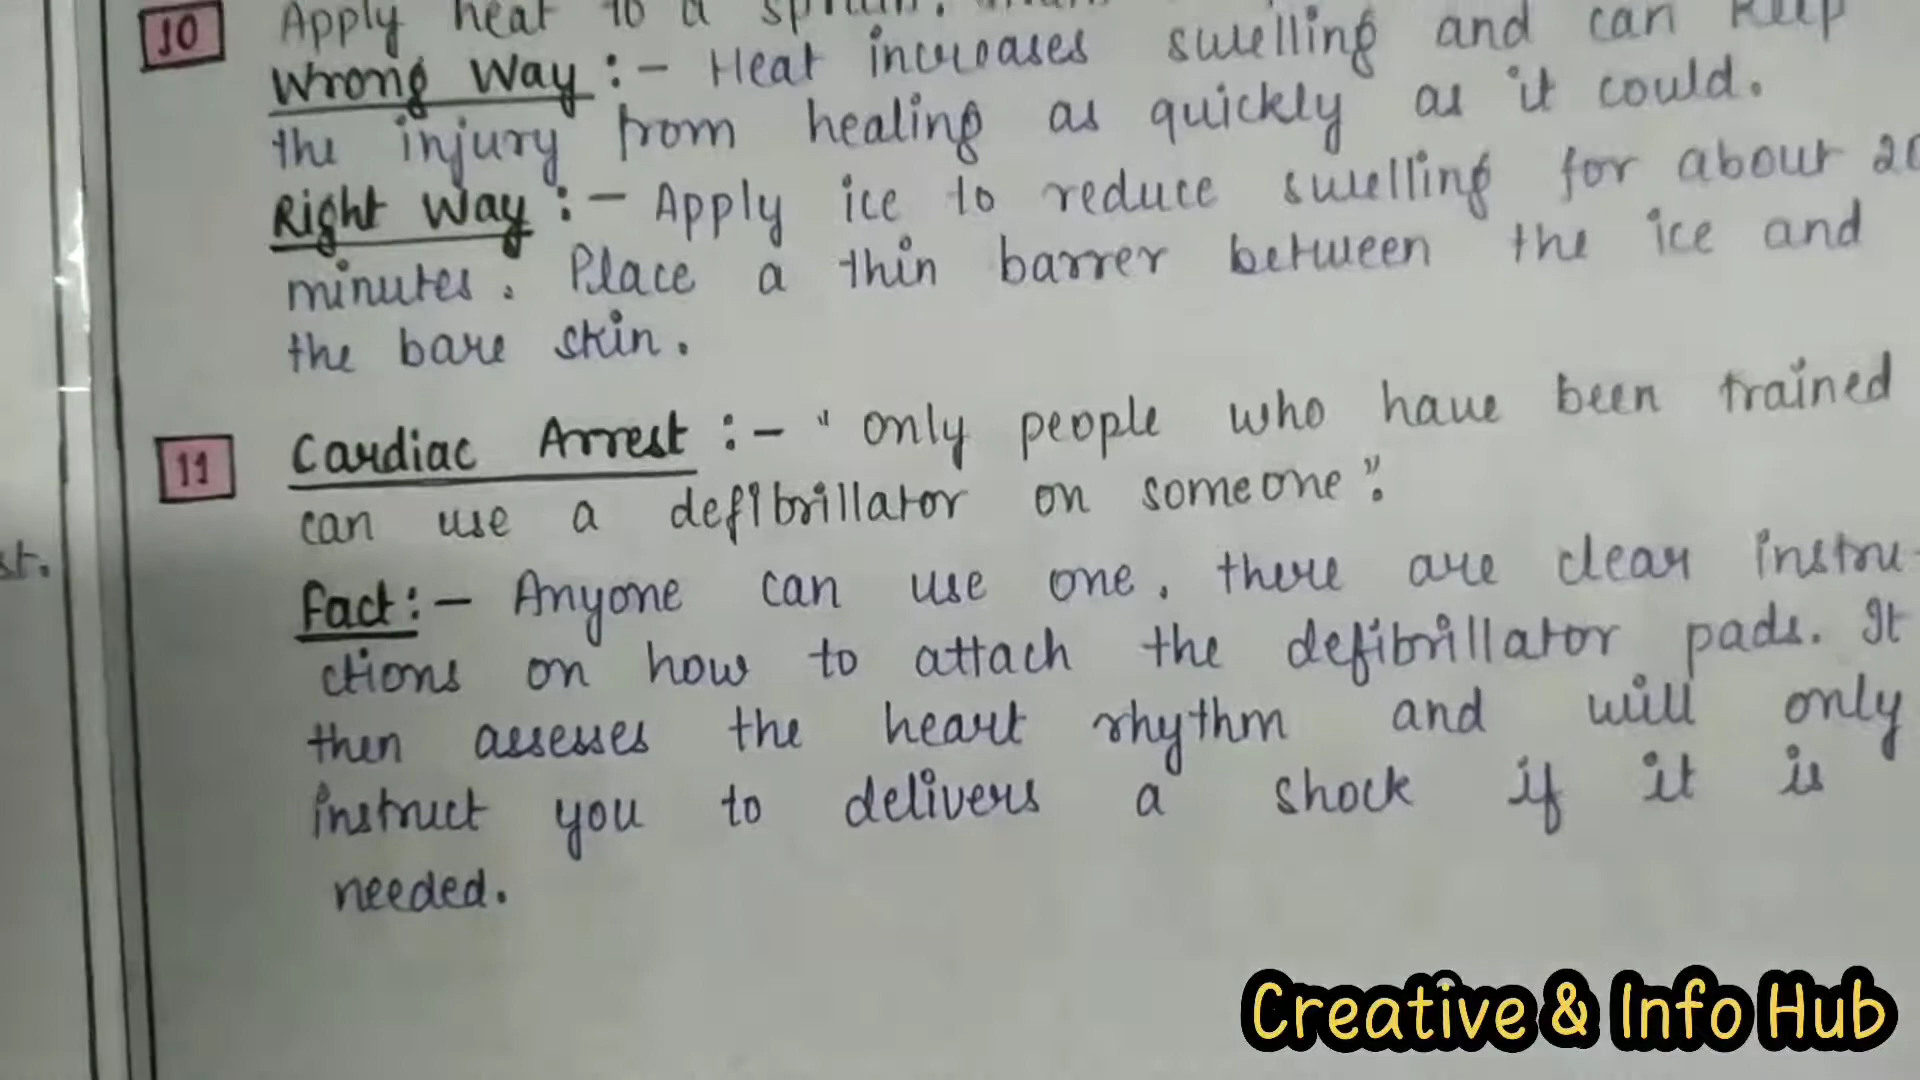 10 Apply heat to a
Wrong Way :- Heat increases swelling and can keep
the injury from healing as quickly as it could.
Right Way :- Apply ice to reduce swelling for about 20
minutes. Place a thin barrer between the ice and
the bare skin.
11 Cardiac Arrest :- "only people who have been trained
can use a defibrillator on someone".
st.
Fact :- Anyone can use one. there are clear instru-
ctions on how to attach the defibrillator pads. It
then assesses the heart rhythm and will only
instruct you to delivers a shock if it is
needed.
Creative & Info Hub